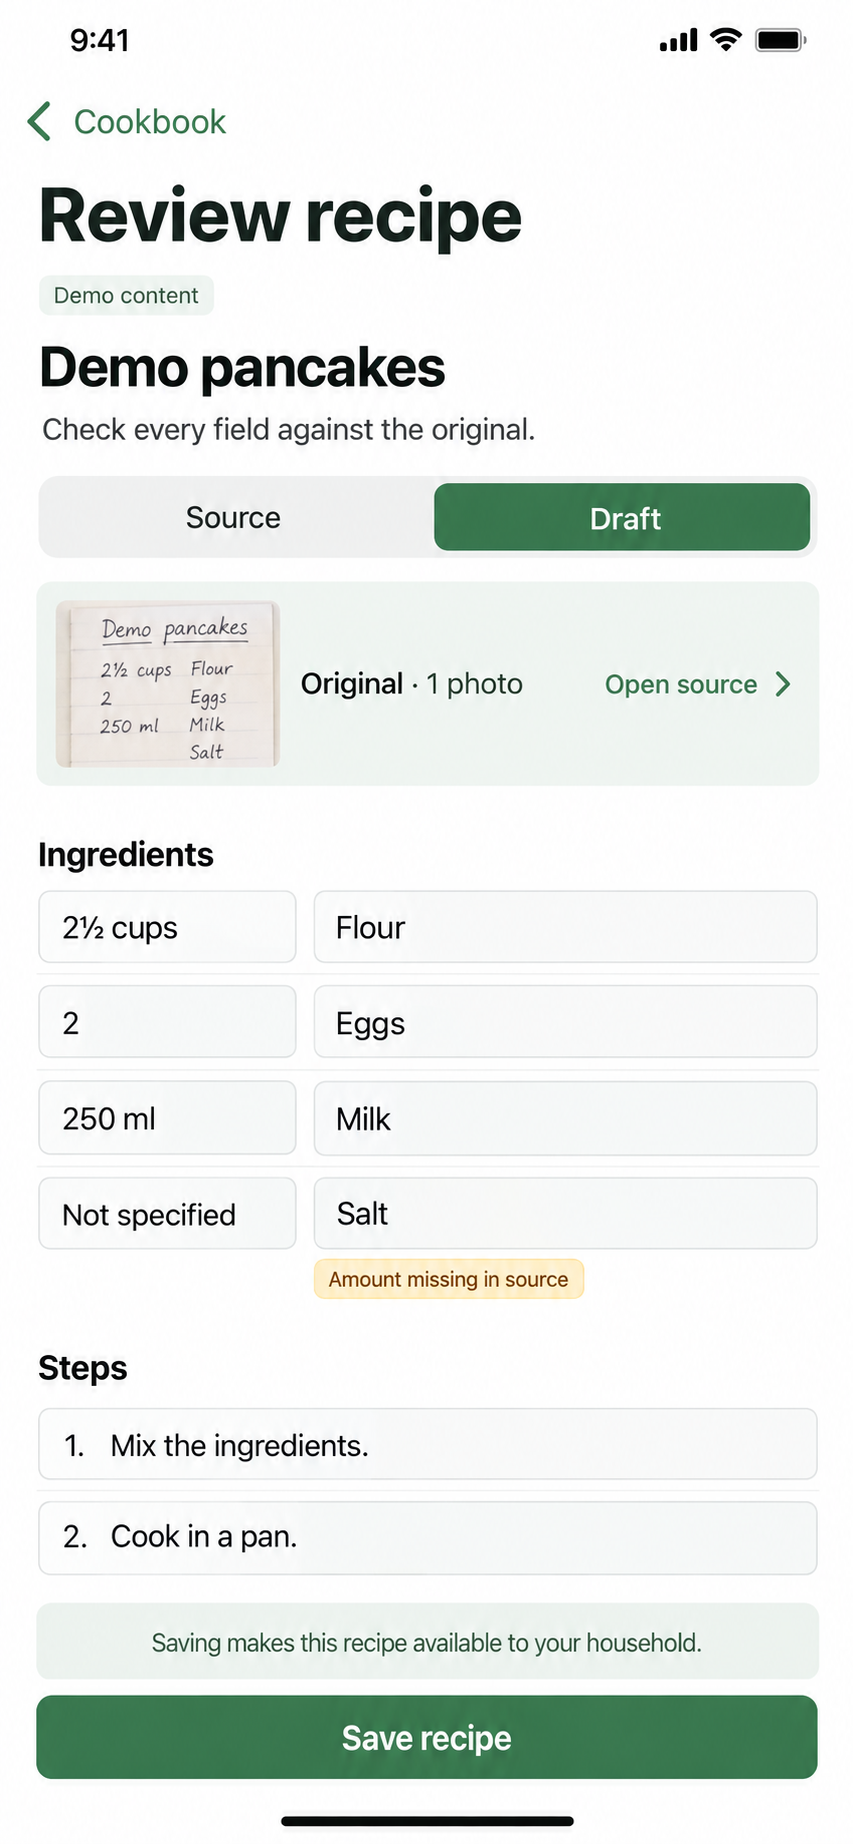 9:41
Cookbook
Review recipe
Demo content
Demo pancakes
Check every field against the original.
Source Draft
Demo pancakes
2½ cups Flour
2 Eggs
250 ml Milk
Salt
Original · 1 photo Open source
Ingredients
2½ cups Flour
2 Eggs
250 ml Milk
Not specified Salt
Amount missing in source
Steps
1. Mix the ingredients.
2. Cook in a pan.
Saving makes this recipe available to your household.
Save recipe